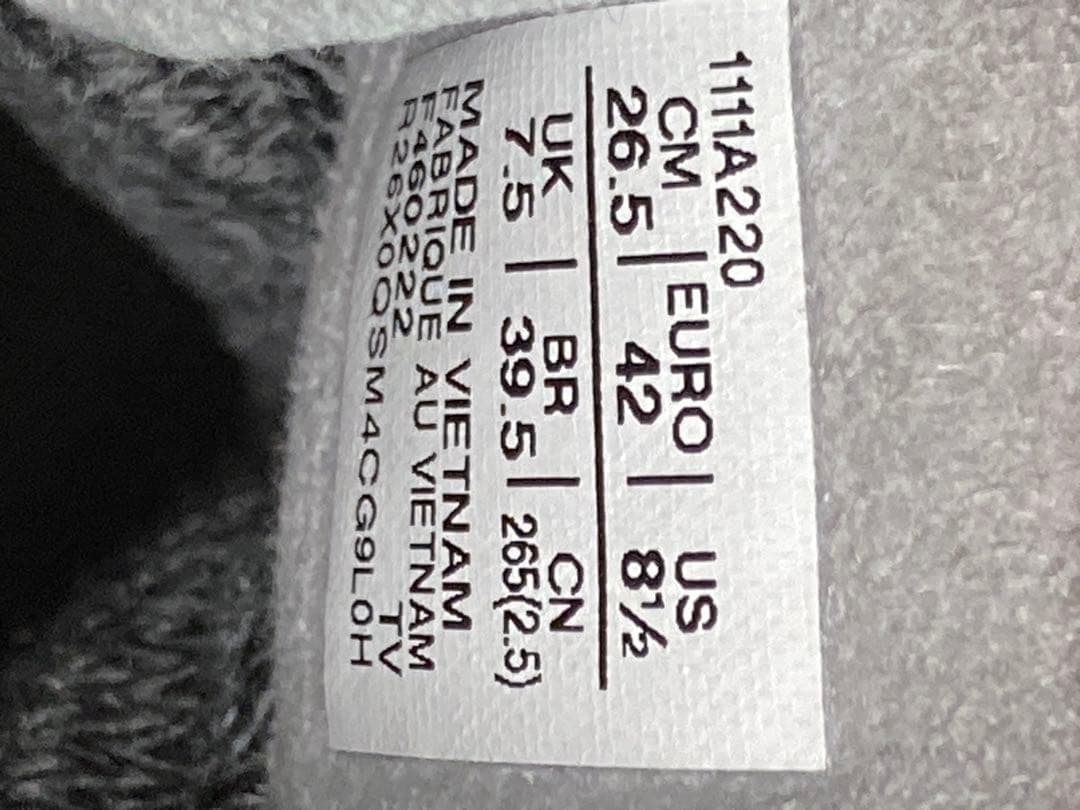 1111A220
CM | EURO | US
26.5 | 42 | 8½
UK | BR | CN
7.5 | 39.5 | 265(2.5)
MADE IN VIETNAM
FABRIQUE AU VIETNAM
F460222 TV
R26X0QSM4CG9L0H